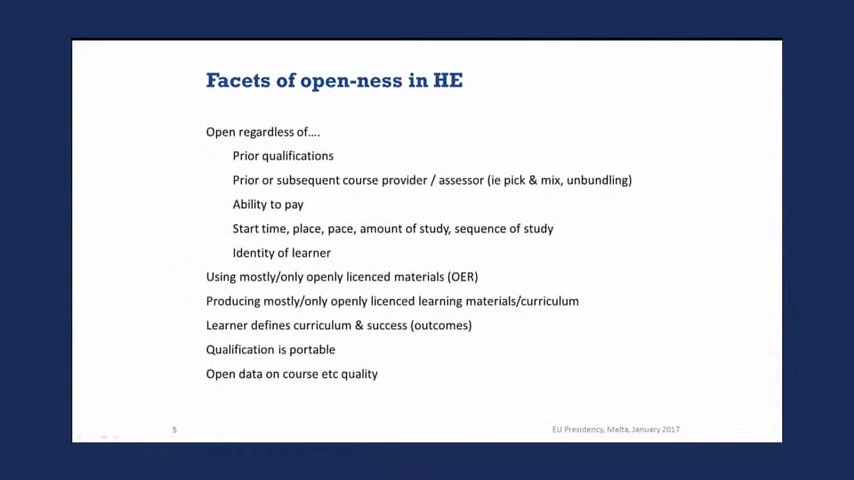 Facets of open-ness in HE
Open regardless of....
Prior qualifications
Prior or subsequent course provider / assessor (ie pick & mix, unbundling)
Ability to pay
Start time, place, pace, amount of study, sequence of study
Identity of learner
Using mostly/only openly licenced materials (OER)
Producing mostly/only openly licenced learning materials/curriculum
Learner defines curriculum & success (outcomes)
Qualification is portable
Open data on course etc quality
5
EU Presidency, Malta, January 2017